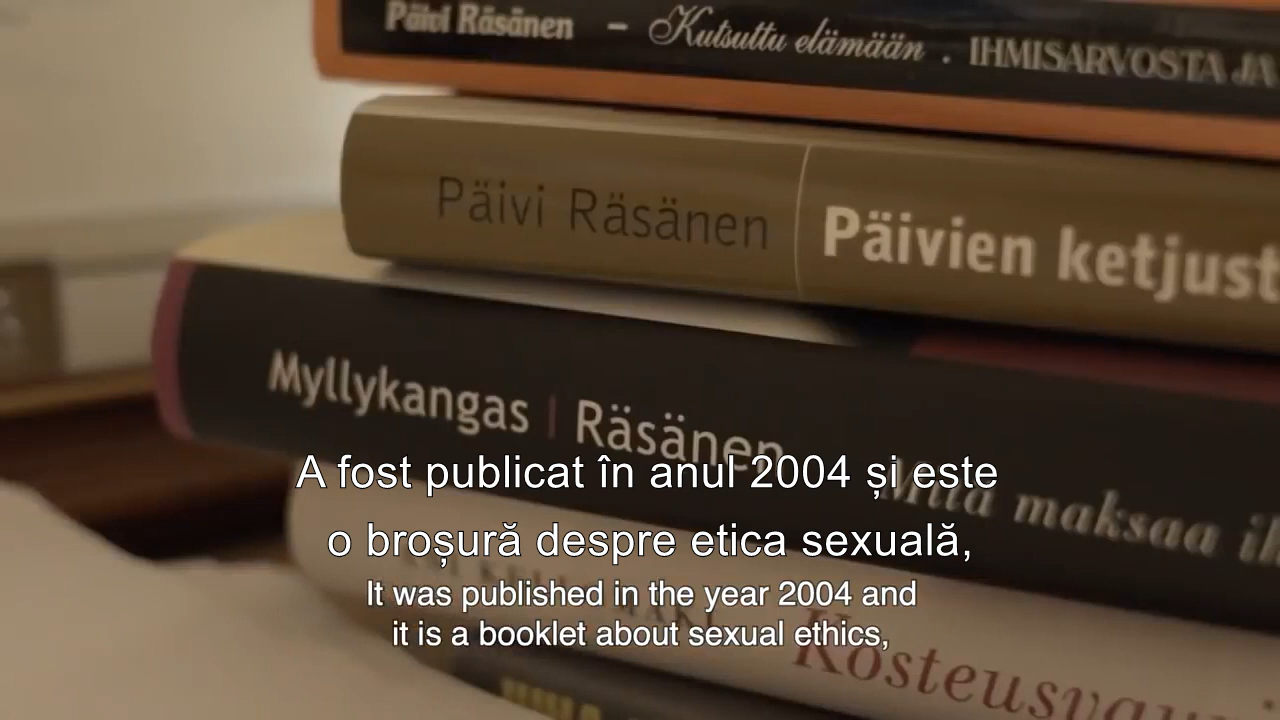 Päivi Räsänen – Kutsuttu elämään . IHMISARVOSTA JA
Päivi Räsänen Päivien ketjust
Myllykangas | Räsänen Mitä maksaa ih
A fost publicat în anul 2004 și este
o broșură despre etica sexuală,
It was published in the year 2004 and
it is a booklet about sexual ethics,